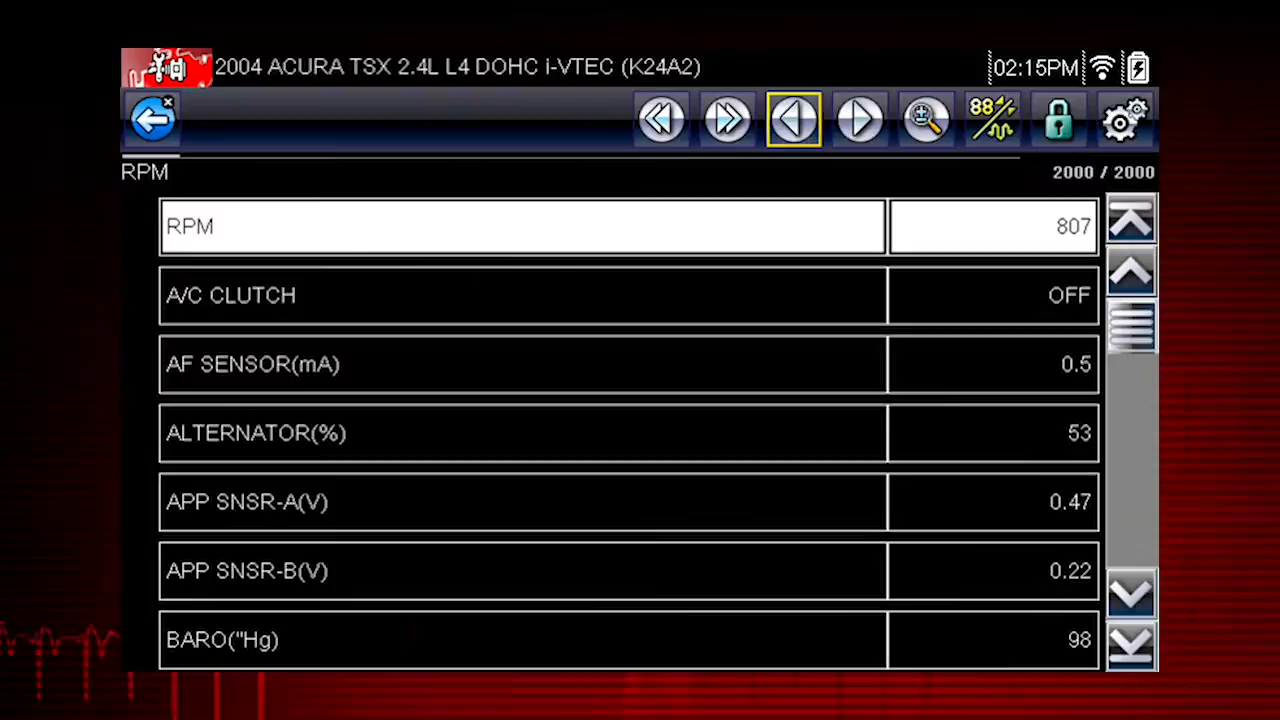 2004 ACURA TSX 2.4L L4 DOHC i-VTEC (K24A2) 02:15PM
88
RPM 2000 / 2000
RPM 807
A/C CLUTCH OFF
AF SENSOR(mA) 0.5
ALTERNATOR(%) 53
APP SNSR-A(V) 0.47
APP SNSR-B(V) 0.22
BARO("Hg) 98